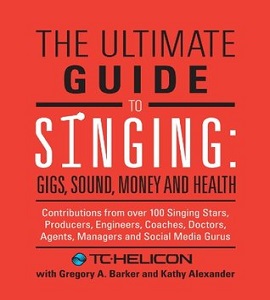 THE ULTIMATE
GUIDE
TO
SINGING:
GIGS, SOUND, MONEY AND HEALTH
Contributions from over 100 Singing Stars,
Producers, Engineers, Coaches, Doctors,
Agents, Managers and Social Media Gurus
TC·HELICON
with Gregory A. Barker and Kathy Alexander